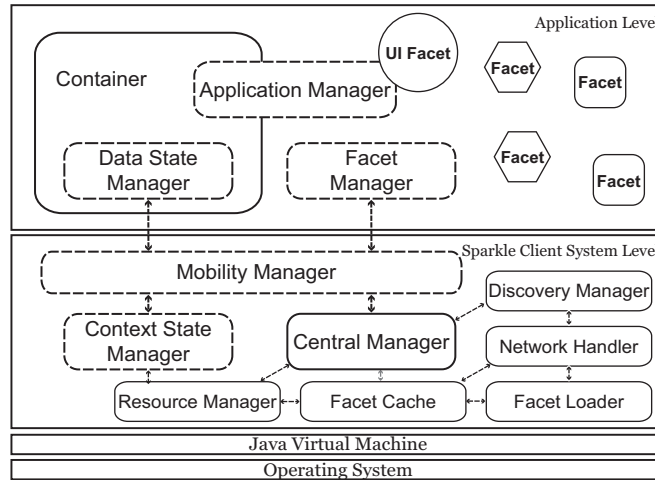 Application Level
UI Facet
Facet
Facet
Container
Application Manager
Facet
Facet
Data State
Manager
Facet
Manager
Sparkle Client System Level
Mobility Manager
Discovery Manager
Context State
Manager
Central Manager
Network Handler
Resource Manager
Facet Cache
Facet Loader
Java Virtual Machine
Operating System